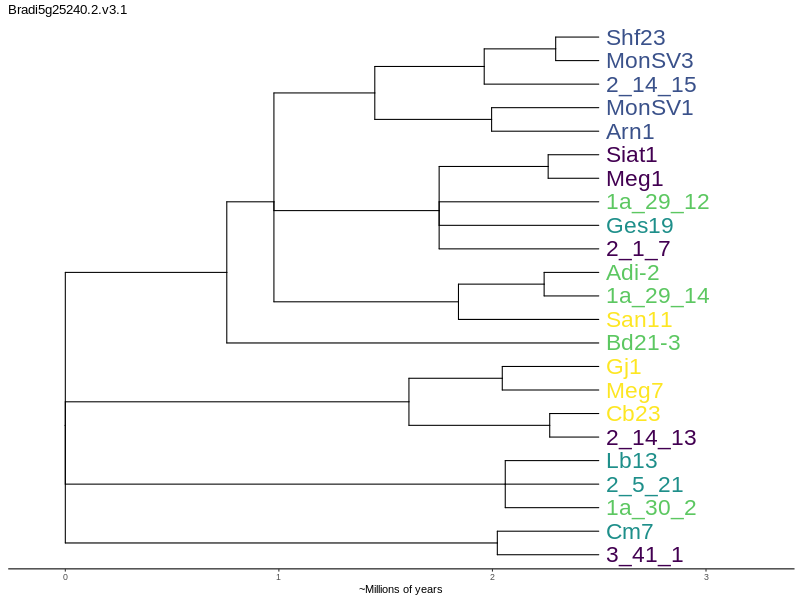 Bradi5g25240.2.v3.1
Shf23
MonSV3
2_14_15
MonSV1
Arn1
Siat1
Meg1
1a_29_12
Ges19
2_1_7
Adi-2
1a_29_14
San11
Bd21-3
Gj1
Meg7
Cb23
2_14_13
Lb13
2_5_21
1a_30_2
Cm7
3_41_1
0 1 2 3
~Millions of years